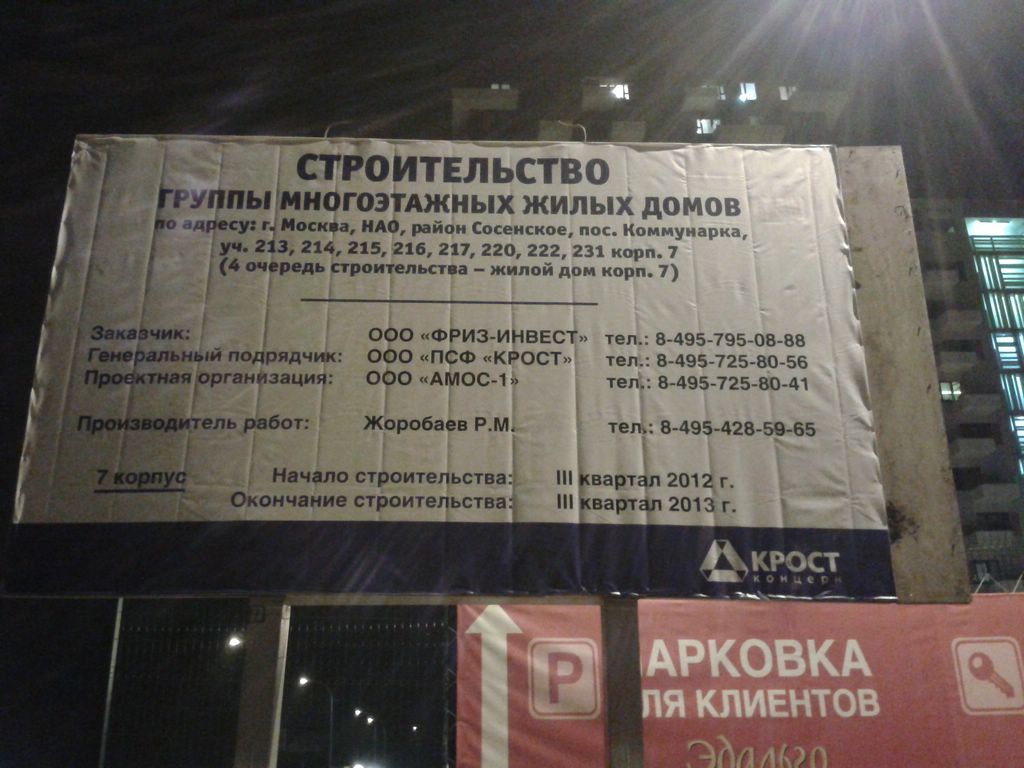 СТРОИТЕЛЬСТВО
ГРУППЫ МНОГОЭТАЖНЫХ ЖИЛЫХ ДОМОВ
по адресу: г. Москва, НАО, район Сосенское, пос. Коммунарка,
уч. 213, 214, 215, 216, 217, 220, 222, 231 корп. 7
(4 очередь строительства – жилой дом корп. 7)
Заказчик: ООО «ФРИЗ-ИНВЕСТ» тел.: 8-495-795-08-88
Генеральный подрядчик: ООО «ПСФ «КРОСТ» тел.: 8-495-725-80-56
Проектная организация: ООО «АМОС-1» тел.: 8-495-725-80-41
Производитель работ: Жоробаев Р.М. тел.: 8-495-428-59-65
7 корпус Начало строительства: III квартал 2012 г.
Окончание строительства: III квартал 2013 г.
КРОСТ
концерн
P АРКОВКА
ЛЯ КЛИЕНТОВ
Эдальго